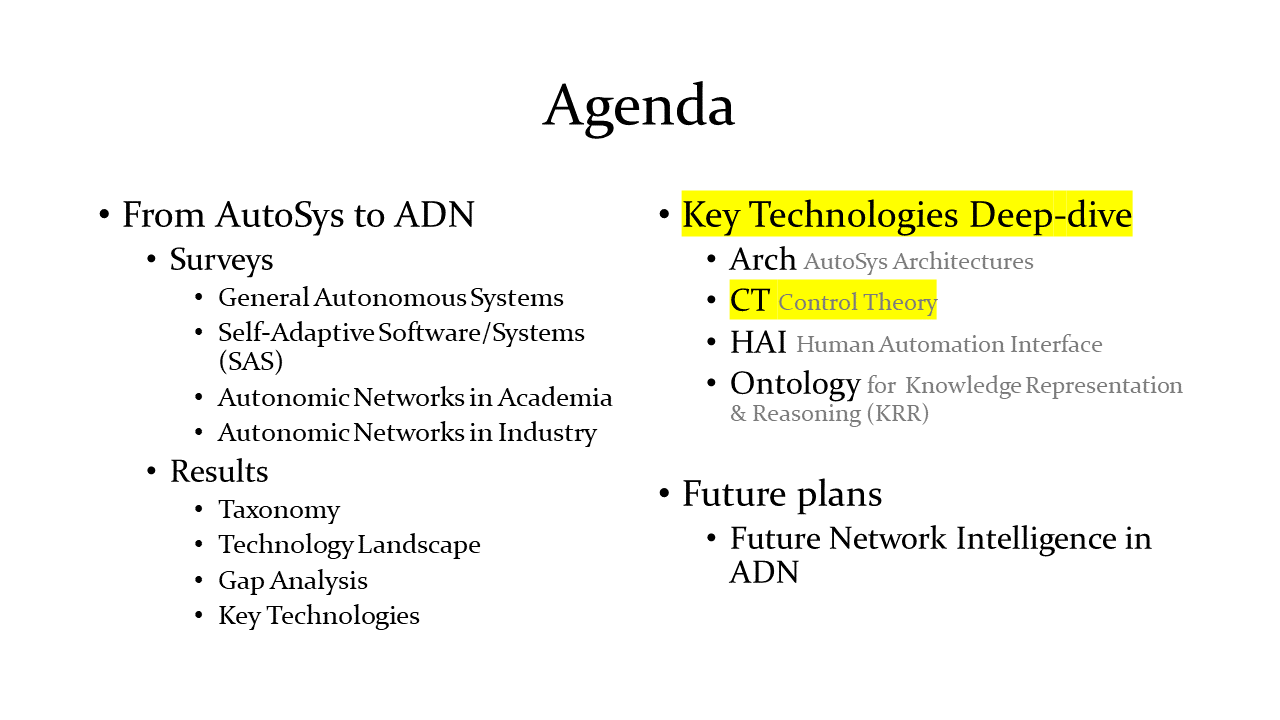 Agenda
• From AutoSys to ADN
• Surveys
• General Autonomous Systems
• Self-Adaptive Software/Systems
(SAS)
• Autonomic Networks in Academia
• Autonomic Networks in Industry
• Results
• Taxonomy
• Technology Landscape
• Gap Analysis
• Key Technologies
• Key Technologies Deep-dive
• Arch AutoSys Architectures
• CT Control Theory
• HAI Human Automation Interface
• Ontology for Knowledge Representation
& Reasoning (KRR)
• Future plans
• Future Network Intelligence in
ADN